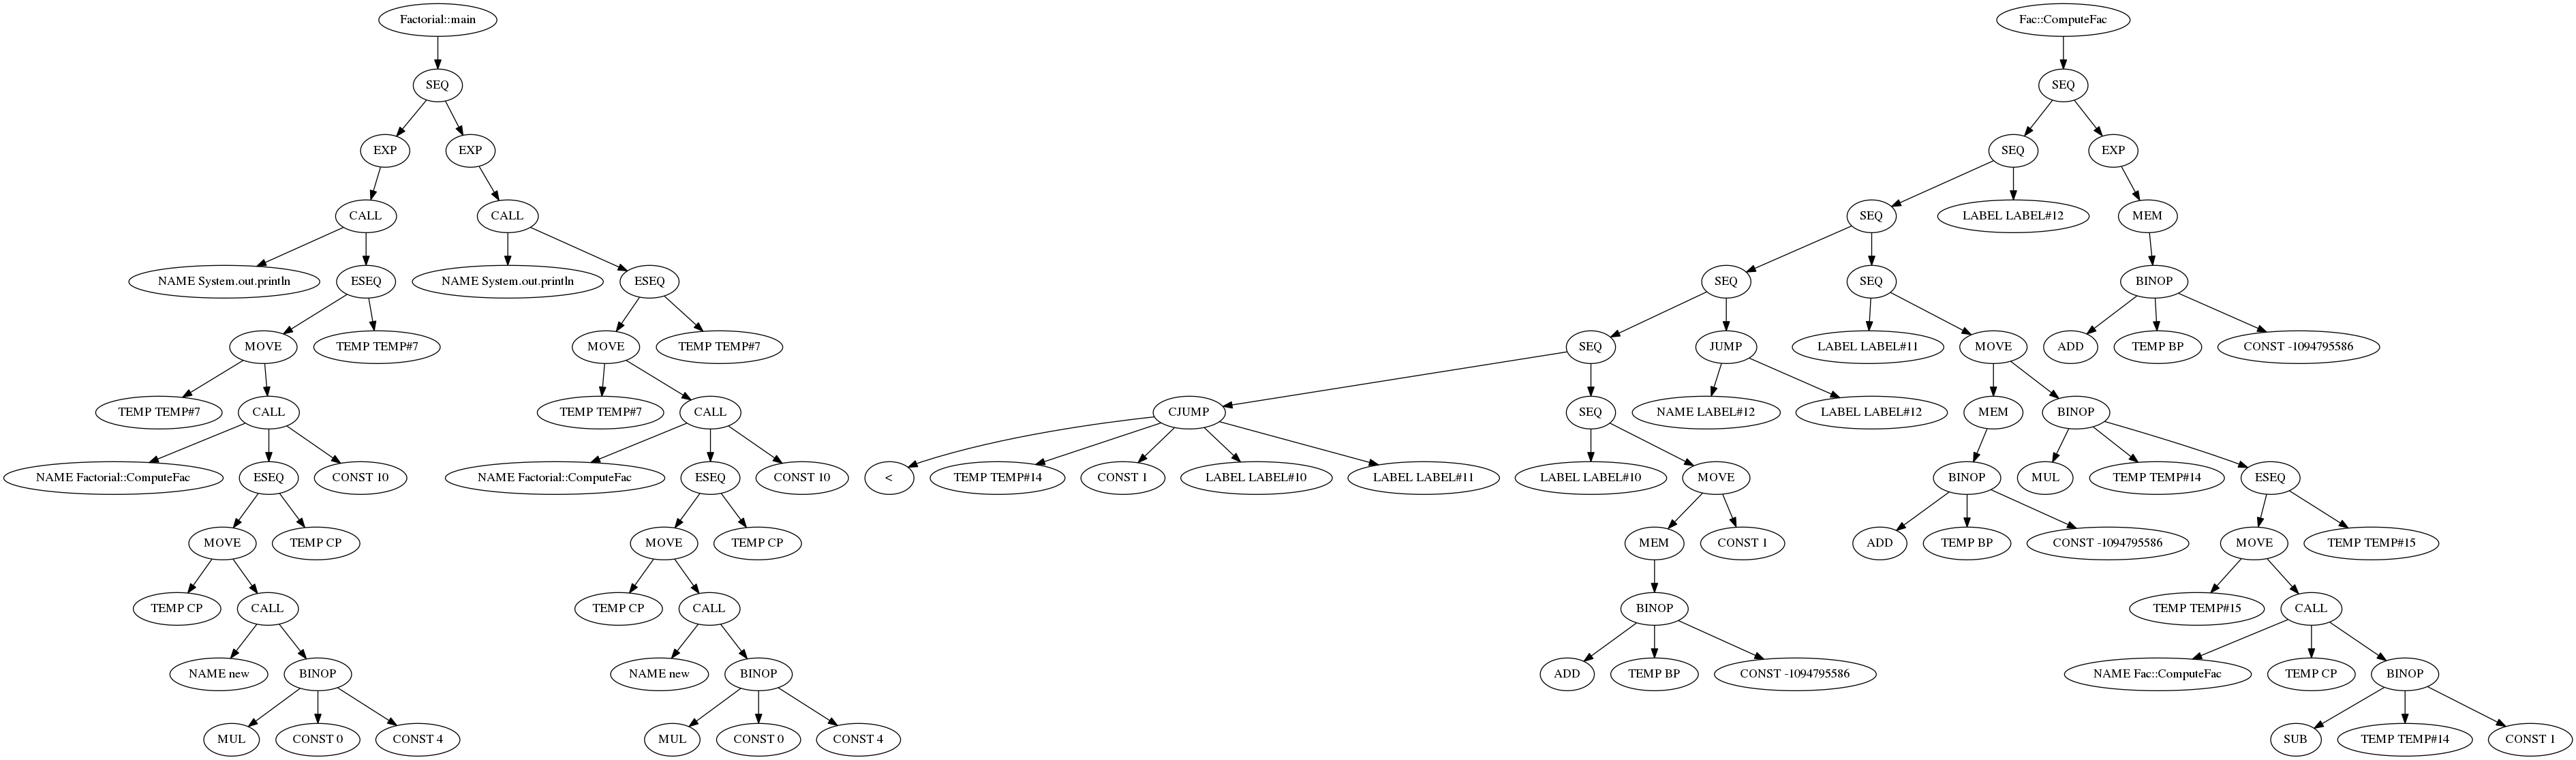 Factorial::main
Fac::ComputeFac
SEQ
SEQ
EXP
EXP
SEQ
EXP
CALL
CALL
SEQ
LABEL LABEL#12
MEM
NAME System.out.println
ESEQ
NAME System.out.println
ESEQ
SEQ
SEQ
BINOP
MOVE
TEMP TEMP#7
MOVE
TEMP TEMP#7
SEQ
JUMP
LABEL LABEL#11
MOVE
ADD
TEMP BP
CONST -1094795586
TEMP TEMP#7
CALL
TEMP TEMP#7
CALL
CJUMP
SEQ
NAME LABEL#12
LABEL LABEL#12
MEM
BINOP
NAME Factorial::ComputeFac
ESEQ
CONST 10
NAME Factorial::ComputeFac
ESEQ
CONST 10
<
TEMP TEMP#14
CONST 1
LABEL LABEL#10
LABEL LABEL#11
LABEL LABEL#10
MOVE
BINOP
MUL
TEMP TEMP#14
ESEQ
MOVE
TEMP CP
MOVE
TEMP CP
MEM
CONST 1
ADD
TEMP BP
CONST -1094795586
MOVE
TEMP TEMP#15
TEMP CP
CALL
TEMP CP
CALL
BINOP
TEMP TEMP#15
CALL
NAME new
BINOP
NAME new
BINOP
ADD
TEMP BP
CONST -1094795586
NAME Fac::ComputeFac
TEMP CP
BINOP
MUL
CONST 0
CONST 4
MUL
CONST 0
CONST 4
SUB
TEMP TEMP#14
CONST 1